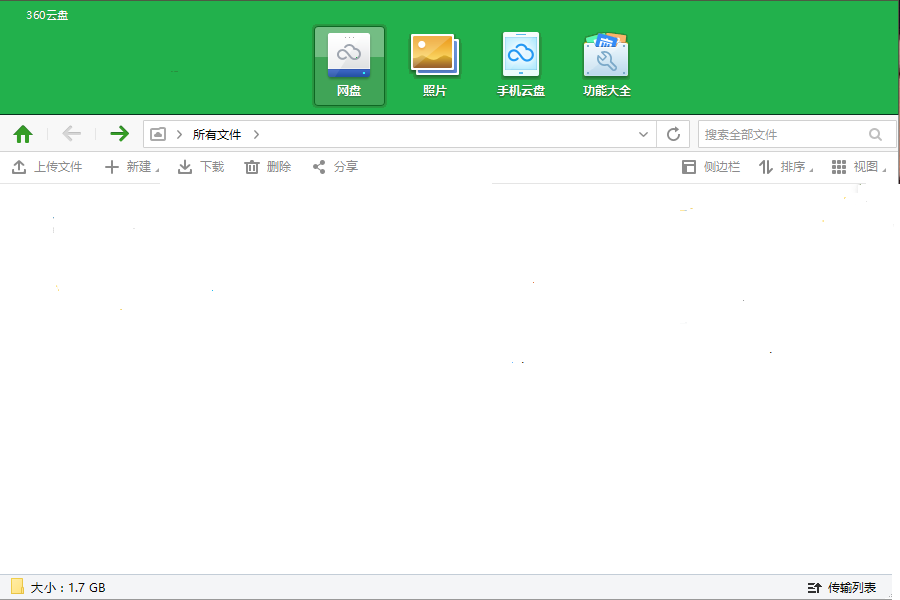 360云盘
网盘 照片 手机云盘 功能大全
所有文件 搜索全部文件
上传文件 新建 下载 删除 分享 侧边栏 排序 视图
大小：1.7 GB 传输列表